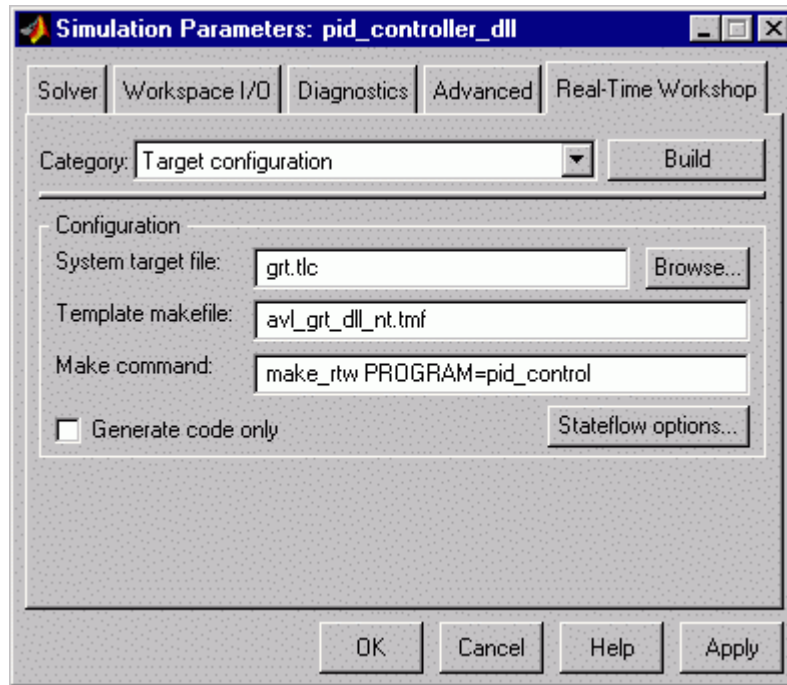 Simulation Parameters: pid_controller_dll
Solver Workspace I/O Diagnostics Advanced Real-Time Workshop
Category: Target configuration Build
Configuration
System target file: grt.tlc Browse...
Template makefile: avl_grt_dll_nt.tmf
Make command: make_rtw PROGRAM=pid_control
Generate code only Stateflow options...
OK Cancel Help Apply